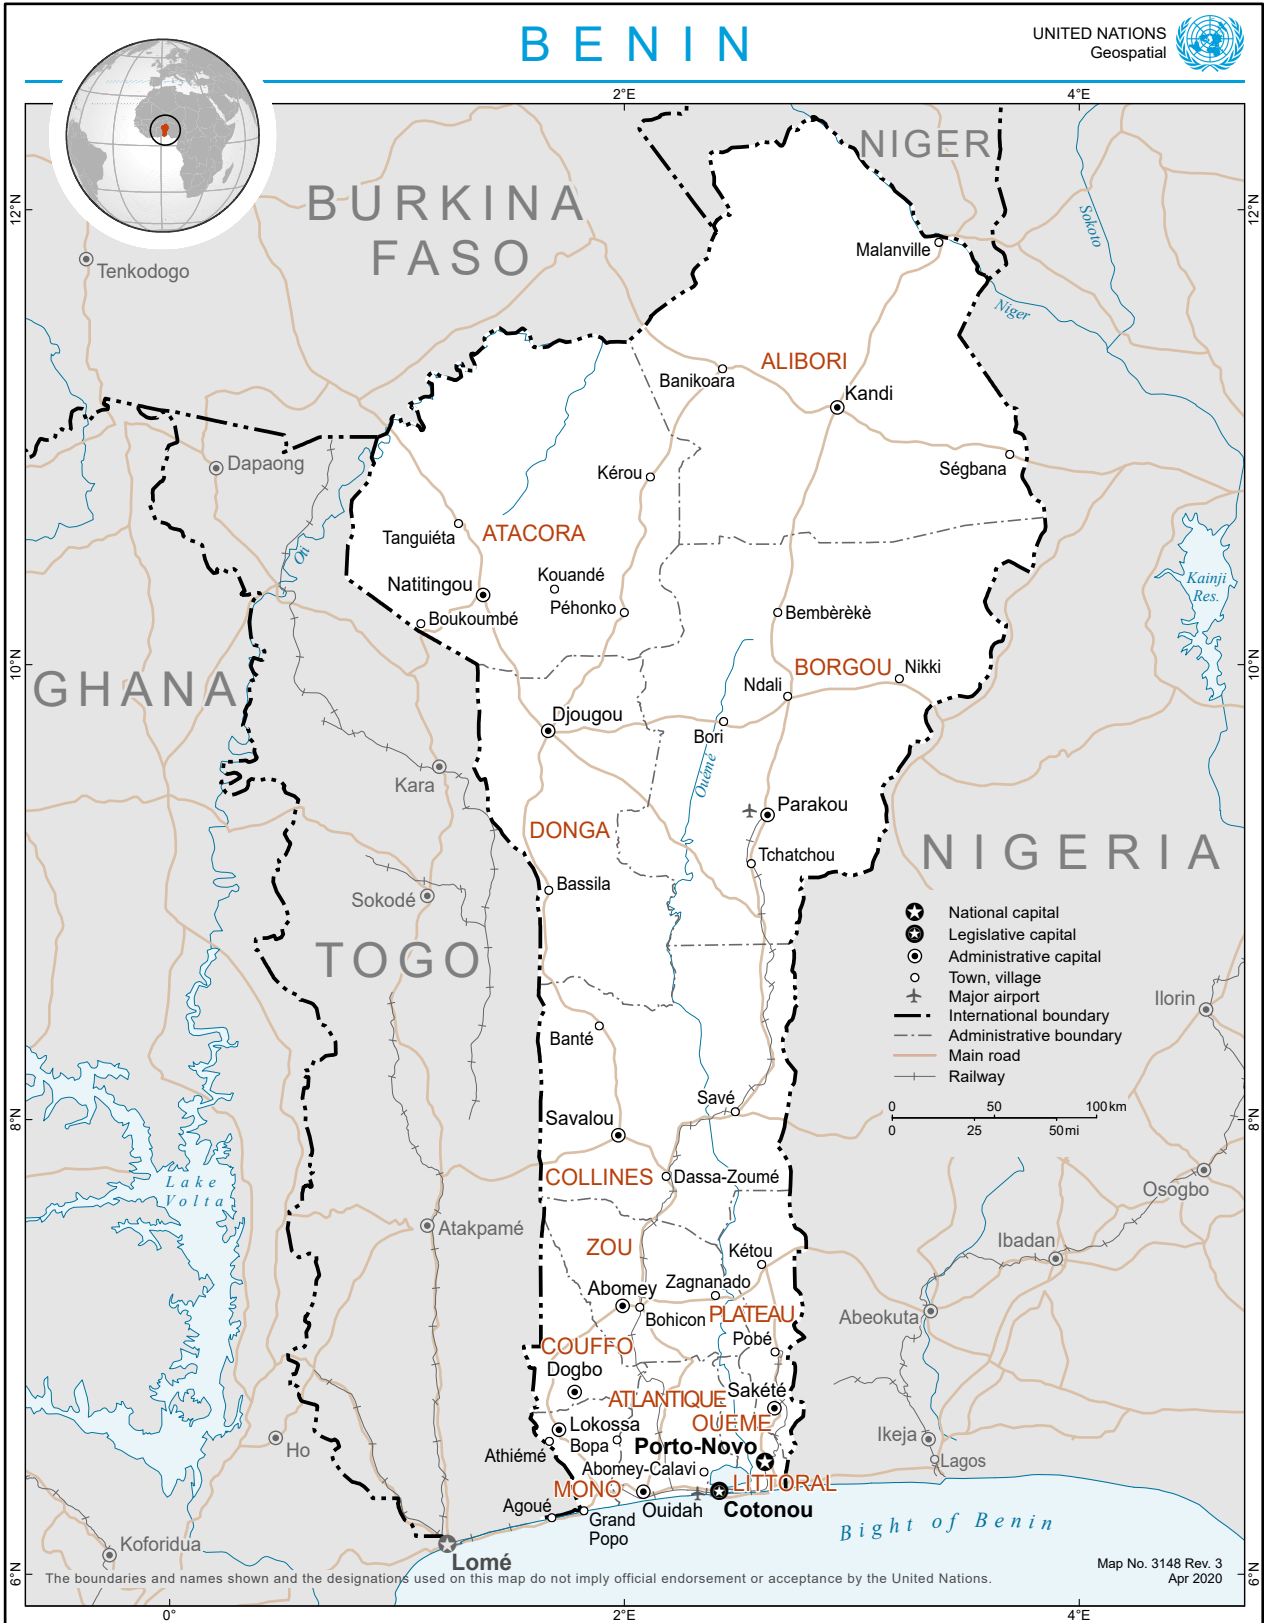 BENIN
UNITED NATIONS
Geospatial
2°E
4°E
12°N
12°N
BURKINA
FASO
NIGER
Sokoto
Tenkodogo
Malanville
Niger
ALIBORI
Banikoara
Kandi
Dapaong
Kérou
Ségbana
Tanguiéta
ATACORA
Oti
Natitingou
Kouandé
Péhonko
Boukoumbé
Bembèrèkè
Kainji
Res.
10°N
10°N
GHANA
BORGOU
Nikki
Ndali
Djougou
Bori
Ouémé
Kara
Parakou
DONGA
NIGERIA
Tchatchou
Bassila
Sokodé
TOGO
National capital
Legislative capital
Administrative capital
Town, village
Major airport
International boundary
Administrative boundary
Main road
Railway
0 50 100 km
0 25 50 mi
Ilorin
Banté
Savé
Savalou
8°N
8°N
COLLINES
Dassa-Zoumé
Lake
Volta
Osogbo
Atakpamé
Ibadan
ZOU
Kétou
Zagnanado
Abomey
Bohicon
PLATEAU
Abeokuta
Pobé
COUFFO
Dogbo
ATLANTIQUE
Sakété
OUEME
Lokossa
Ikeja
Ho
Athiémé
Bopa
Porto-Novo
Lagos
Abomey-Calavi
MONO
LITTORAL
Agoué
Ouidah
Cotonou
Grand
Popo
Bight of Benin
Koforidua
Lomé
6°N
6°N
The boundaries and names shown and the designations used on this map do not imply official endorsement or acceptance by the United Nations.
Map No. 3148 Rev. 3
Apr 2020
0°
2°E
4°E